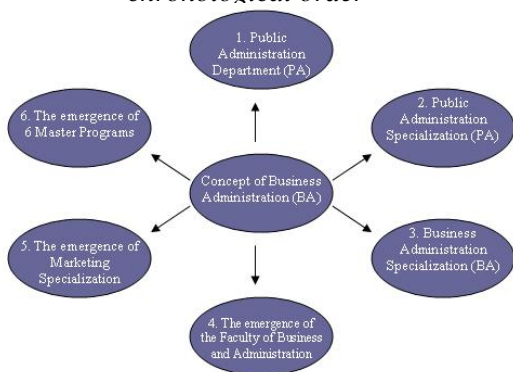 chronological order
1. Public
Administration
Department (PA)
2. Public
Administration
Specialization (PA)
3. Business
Administration
Specialization (BA)
4. The emergence of
the Faculty of Business
and Administration
5. The emergence of
Marketing
Specialization
6. The emergence of
6 Master Programs
Concept of Business
Administration (BA)